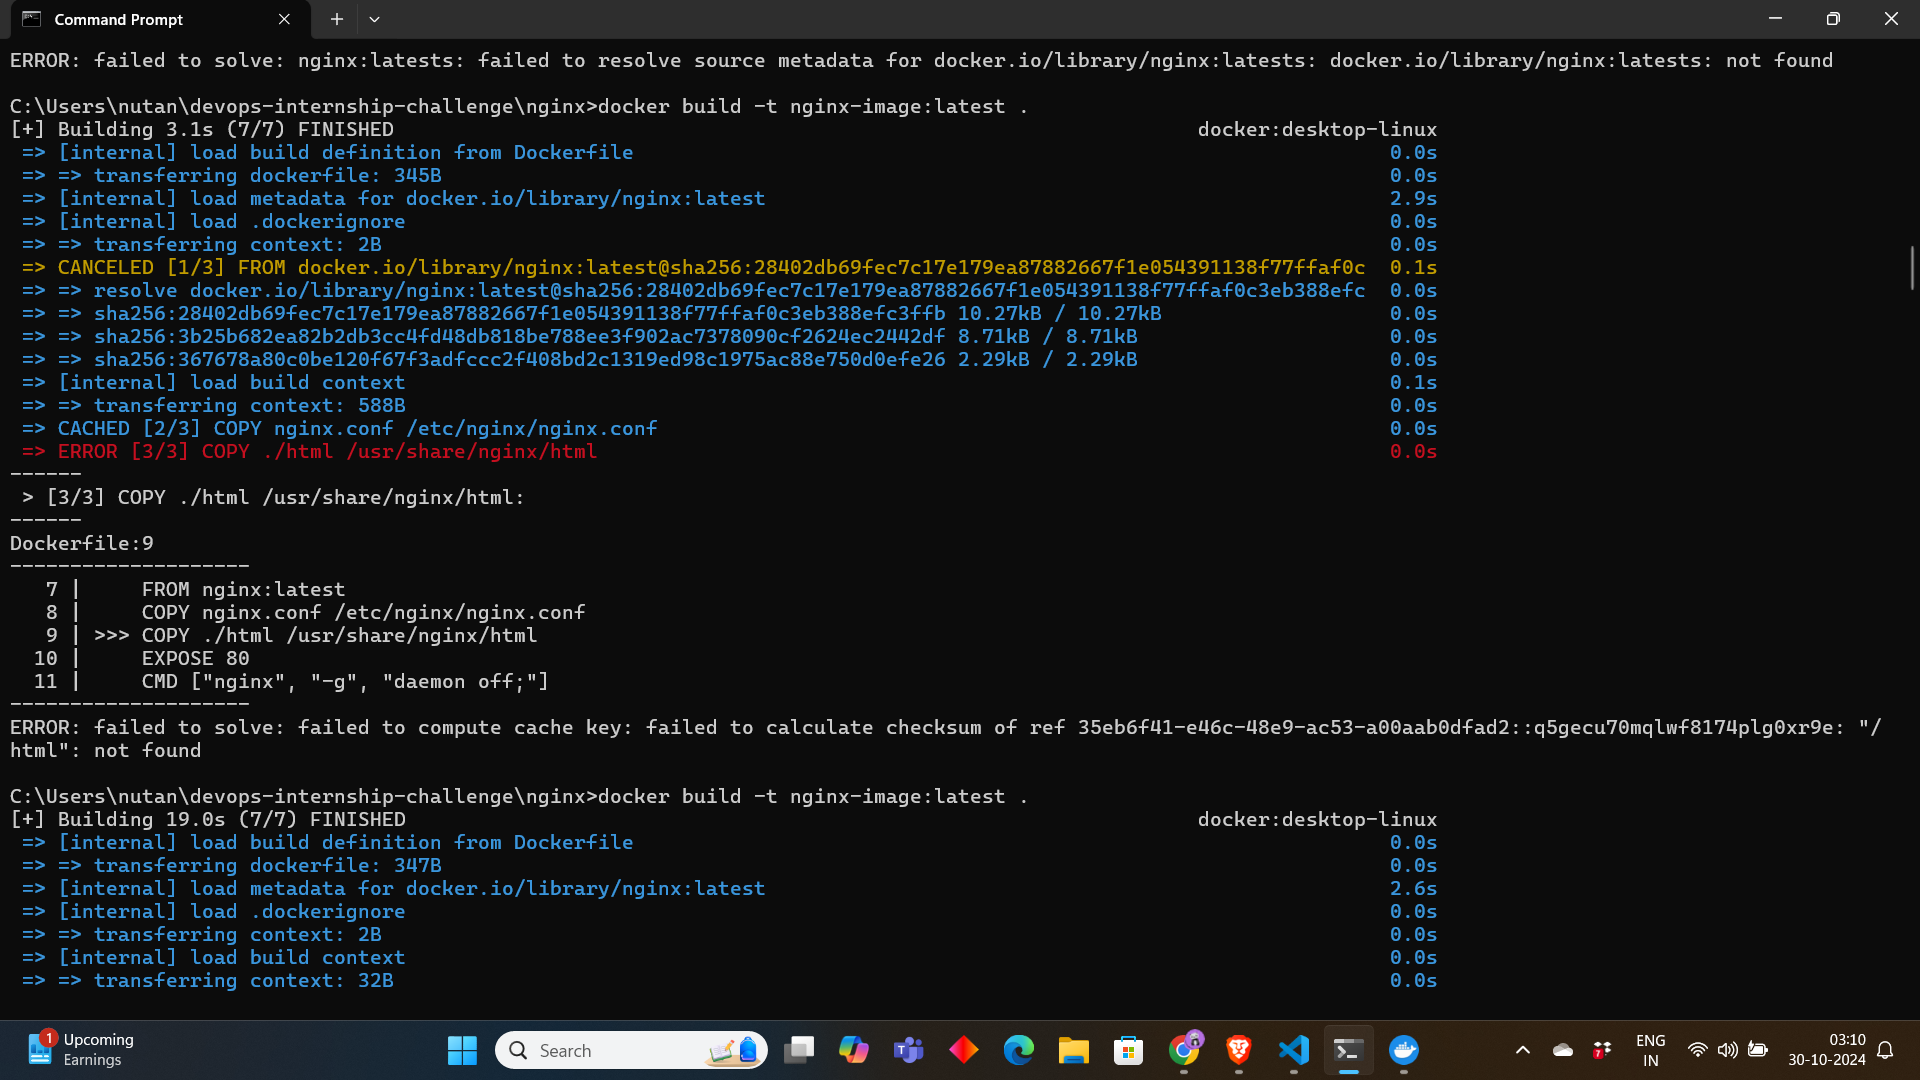 Command Prompt
ERROR: failed to solve: nginx:latests: failed to resolve source metadata for docker.io/library/nginx:latests: docker.io/library/nginx:latests: not found
C:\Users\nutan\devops-internship-challenge\nginx>docker build -t nginx-image:latest .
[+] Building 3.1s (7/7) FINISHED docker:desktop-linux
=> [internal] load build definition from Dockerfile 0.0s
=> => transferring dockerfile: 345B 0.0s
=> [internal] load metadata for docker.io/library/nginx:latest 2.9s
=> [internal] load .dockerignore 0.0s
=> => transferring context: 2B 0.0s
=> CANCELED [1/3] FROM docker.io/library/nginx:latest@sha256:28402db69fec7c17e179ea87882667f1e054391138f77ffaf0c 0.1s
=> => resolve docker.io/library/nginx:latest@sha256:28402db69fec7c17e179ea87882667f1e054391138f77ffaf0c3eb388efc 0.0s
=> => sha256:28402db69fec7c17e179ea87882667f1e054391138f77ffaf0c3eb388efc3ffb 10.27kB / 10.27kB 0.0s
=> => sha256:3b25b682ea82b2db3cc4fd48db818be788ee3f902ac7378090cf2624ec2442df 8.71kB / 8.71kB 0.0s
=> => sha256:367678a80c0be120f67f3adfccc2f408bd2c1319ed98c1975ac88e750d0efe26 2.29kB / 2.29kB 0.0s
=> [internal] load build context 0.1s
=> => transferring context: 588B 0.0s
=> CACHED [2/3] COPY nginx.conf /etc/nginx/nginx.conf 0.0s
=> ERROR [3/3] COPY ./html /usr/share/nginx/html 0.0s
------
> [3/3] COPY ./html /usr/share/nginx/html:
------
Dockerfile:9
--------------------
7 | FROM nginx:latest
8 | COPY nginx.conf /etc/nginx/nginx.conf
9 | >>> COPY ./html /usr/share/nginx/html
10 | EXPOSE 80
11 | CMD ["nginx", "-g", "daemon off;"]
--------------------
ERROR: failed to solve: failed to compute cache key: failed to calculate checksum of ref 35eb6f41-e46c-48e9-ac53-a00aab0dfad2::q5gecu70mqlwf8174plg0xr9e: "/
html": not found
C:\Users\nutan\devops-internship-challenge\nginx>docker build -t nginx-image:latest .
[+] Building 19.0s (7/7) FINISHED docker:desktop-linux
=> [internal] load build definition from Dockerfile 0.0s
=> => transferring dockerfile: 347B 0.0s
=> [internal] load metadata for docker.io/library/nginx:latest 2.6s
=> [internal] load .dockerignore 0.0s
=> => transferring context: 2B 0.0s
=> [internal] load build context 0.0s
=> => transferring context: 32B 0.0s
1 Upcoming
Earnings
Search
ENG
IN
03:10
30-10-2024